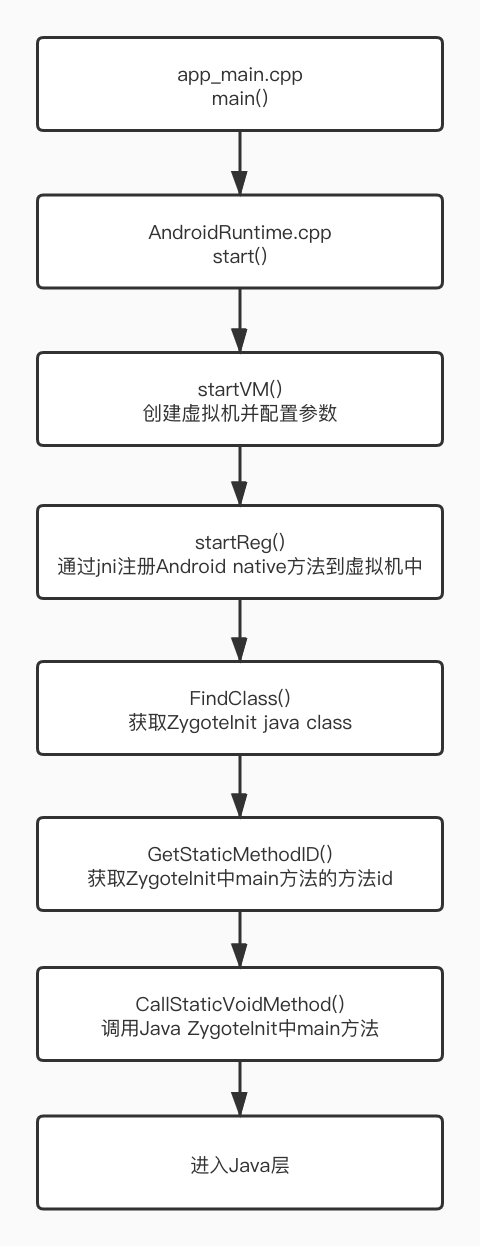 app_main.cpp
main()
AndroidRuntime.cpp
start()
startVM()
创建虚拟机并配置参数
startReg()
通过jni注册Android native方法到虚拟机中
FindClass()
获取ZygoteInit java class
GetStaticMethodID()
获取ZygoteInit中main方法的方法id
CallStaticVoidMethod()
调用Java ZygoteInit中main方法
进入Java层